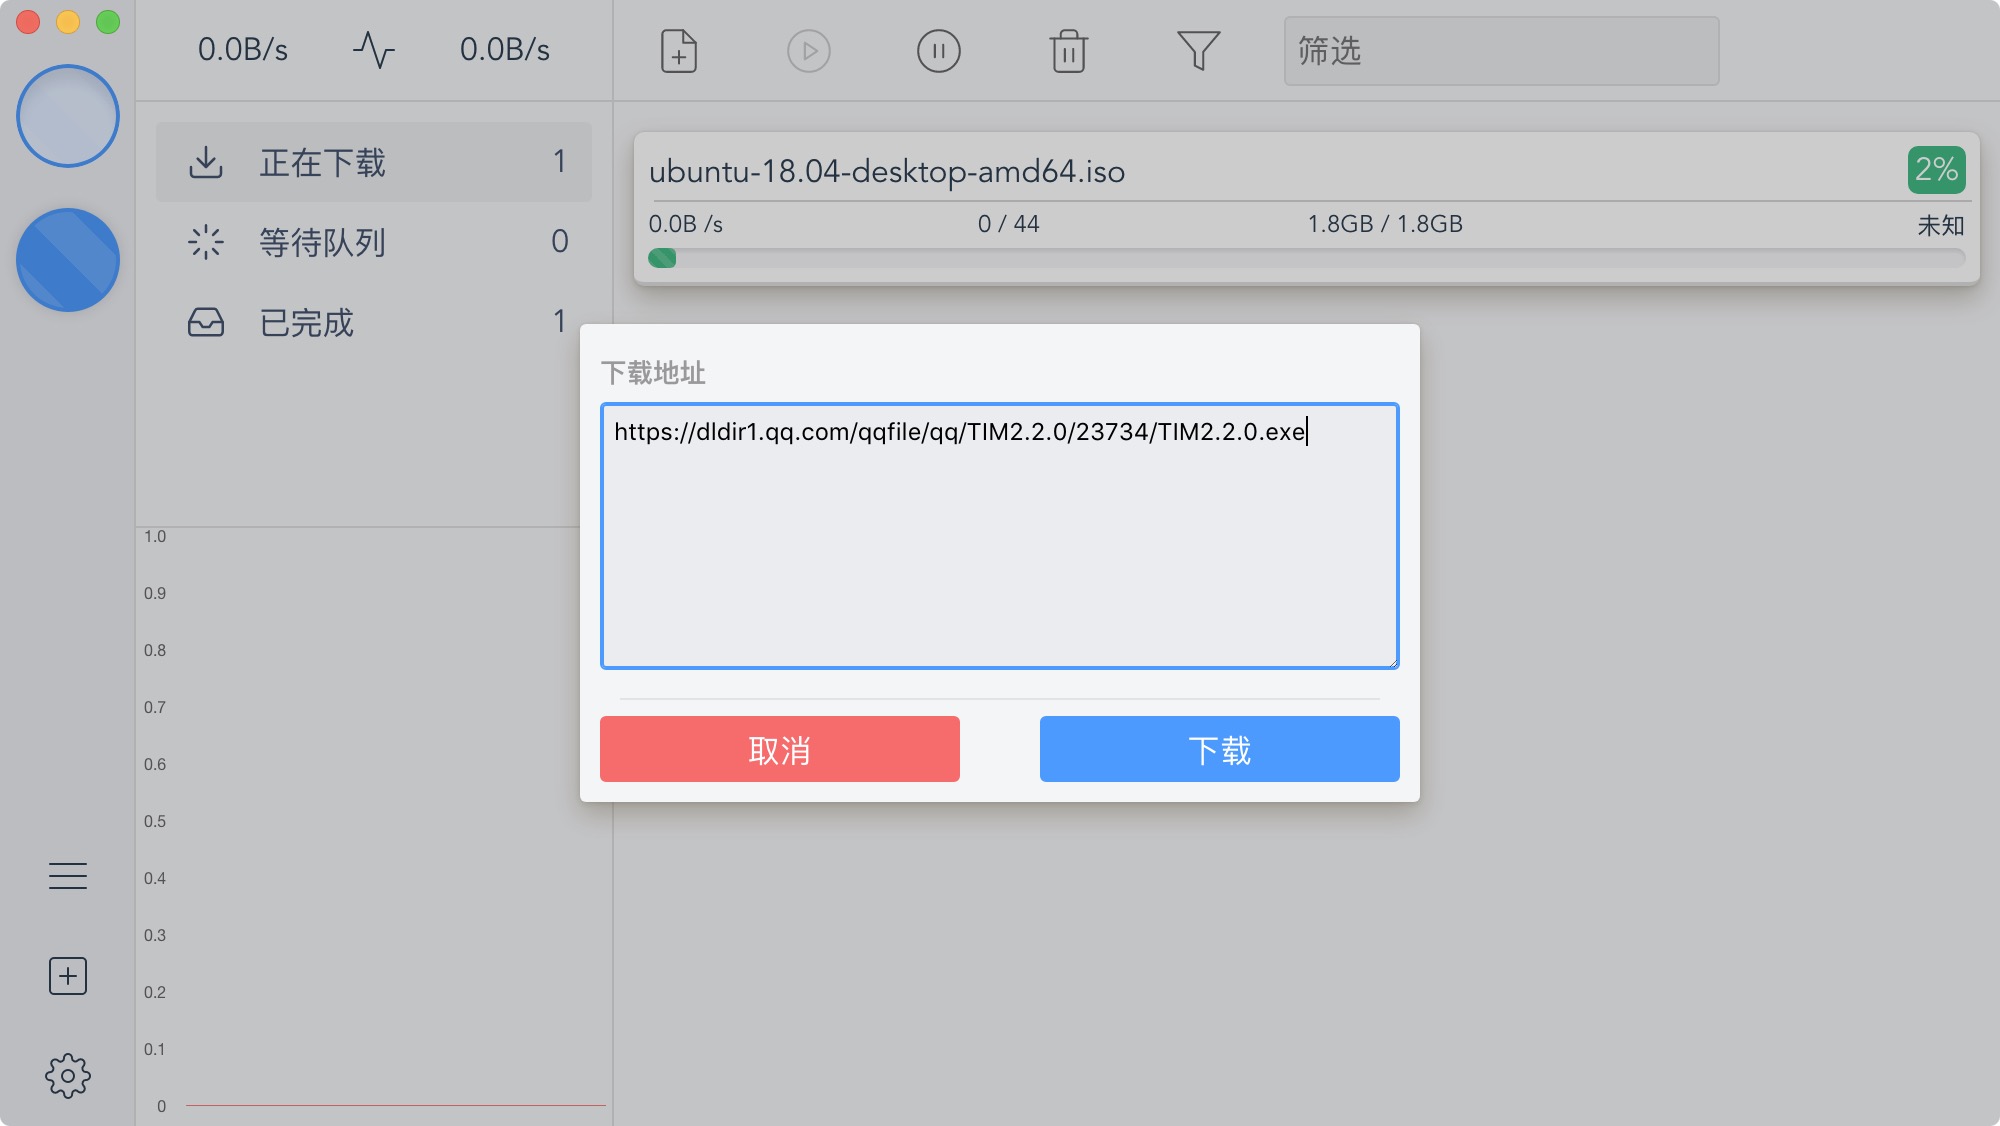 0.0B/s
0.0B/s
筛选
正在下载 1
等待队列 0
已完成 1
ubuntu-18.04-desktop-amd64.iso
2%
0.0B /s
0 / 44
1.8GB / 1.8GB
未知
下载地址
https://dldir1.qq.com/qqfile/qq/TIM2.2.0/23734/TIM2.2.0.exe
取消
下载
1.0
0.9
0.8
0.7
0.6
0.5
0.4
0.3
0.2
0.1
0